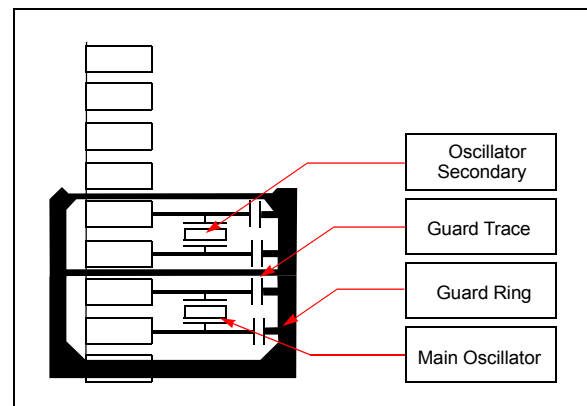 Oscillator
Secondary
Guard Trace
Guard Ring
Main Oscillator